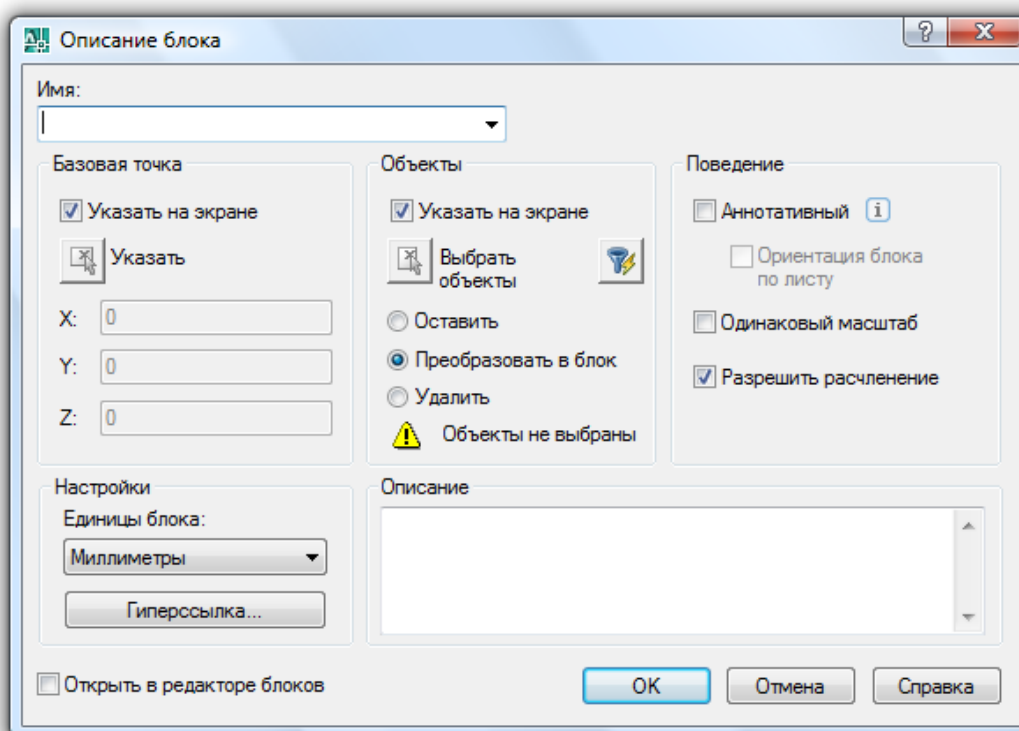 Описание блока
Имя:
Базовая точка
Указать на экране
Указать
X: 0
Y: 0
Z: 0
Объекты
Указать на экране
Выбрать
объекты
Оставить
Преобразовать в блок
Удалить
Объекты не выбраны
Поведение
Аннотативный
Ориентация блока
по листу
Одинаковый масштаб
Разрешить расчленение
Настройки
Единицы блока:
Миллиметры
Гиперссылка...
Описание
Открыть в редакторе блоков
OK
Отмена
Справка